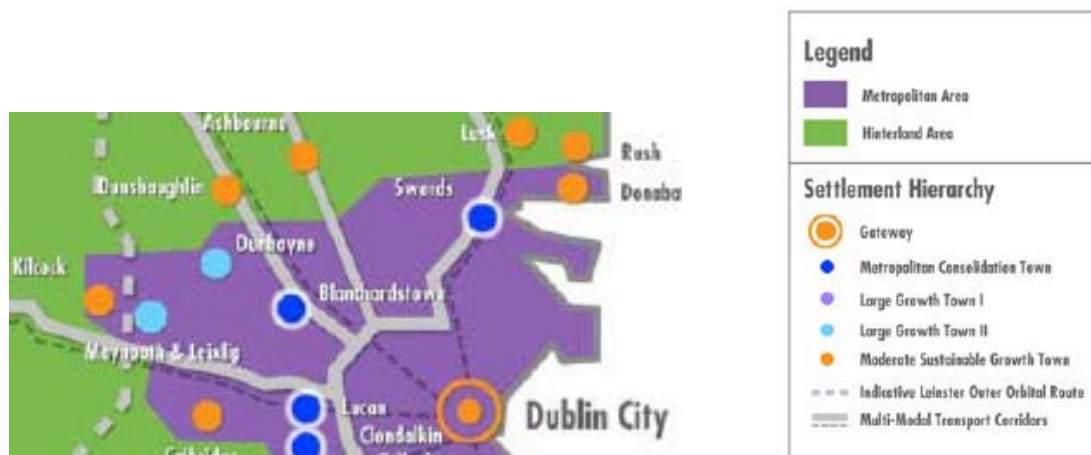 Legend
Metropolitan Area
Hinterland Area
Settlement Hierarchy
Gateway
Metropolitan Consolidation Town
Large Growth Town I
Large Growth Town II
Moderate Sustainable Growth Town
Indicative Leinster Outer Orbital Route
Multi-Modal Transport Corridors
Ashbourne
Lusk
Rush
Dunshaughlin
Swords
Donaba
Dunboyne
Kilcock
Blanchardstown
Maynooth & Leixlip
Lucan
Dublin City
Clondalkin